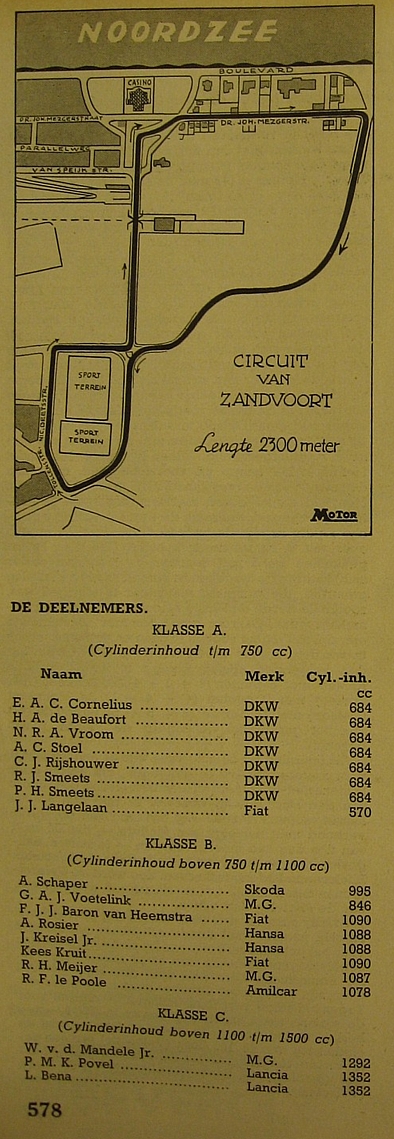 NOORDZEE
BOULEVARD
CASINO
DR. JOH. MEZGERSTRAAT
DR. JOH. MEZGERSTR.
PARALLELWEG
VAN SPEIJK STR.
SPORT
TERREIN
SPORT
TERREIN
CIRCUIT
VAN
ZANDVOORT
Lengte 2300 meter
MOTOR
DE DEELNEMERS.
KLASSE A.
(Cylinderinhoud t/m 750 cc)
Naam Merk Cyl.-inh.
cc
E. A. C. Cornelius .................... DKW 684
H. A. de Beaufort .................... DKW 684
N. R. A. Vroom .................... DKW 684
A. C. Stoel .................... DKW 684
C. J. Rijshouwer .................... DKW 684
R. J. Smeets .................... DKW 684
P. H. Smeets .................... DKW 684
J. J. Langelaan .................... Fiat 570
KLASSE B.
(Cylinderinhoud boven 750 t/m 1100 cc)
A. Schaper .................... Skoda 995
G. A. J. Voetelink .................... M.G. 846
F. J. J. Baron van Heemstra ...... Fiat 1090
A. Rosier .................... Hansa 1088
J. Kreisel Jr. .................... Hansa 1088
Kees Kruit .................... Fiat 1090
R. H. Meijer .................... M.G. 1087
R. F. le Poole .................... Amilcar 1078
KLASSE C.
(Cylinderinhoud boven 1100 t/m 1500 cc)
W. v. d. Mandele Jr. .................... M.G. 1292
P. M. K. Povel .................... Lancia 1352
L. Bena .................... Lancia 1352
578